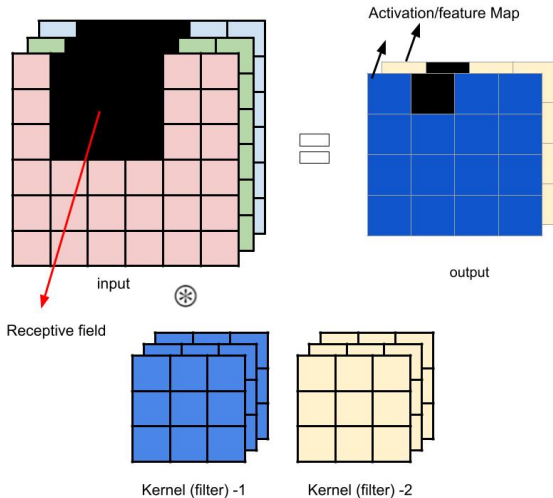 Activation/feature Map
input
output
Receptive field
Kernel (filter) -1
Kernel (filter) -2